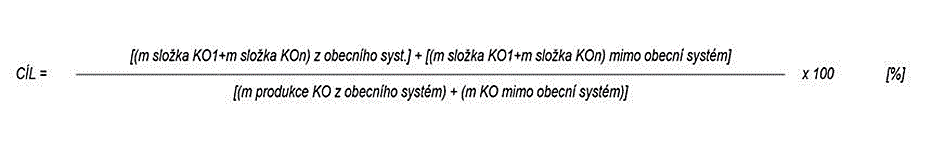 [(m složka KO1+m složka KOn) z obecního syst.] + [(m složka KO1+m složka KOn) mimo obecní systém]
CÍL = x 100 [%]
[(m produkce KO z obecního systém) + (m KO mimo obecní systém)]